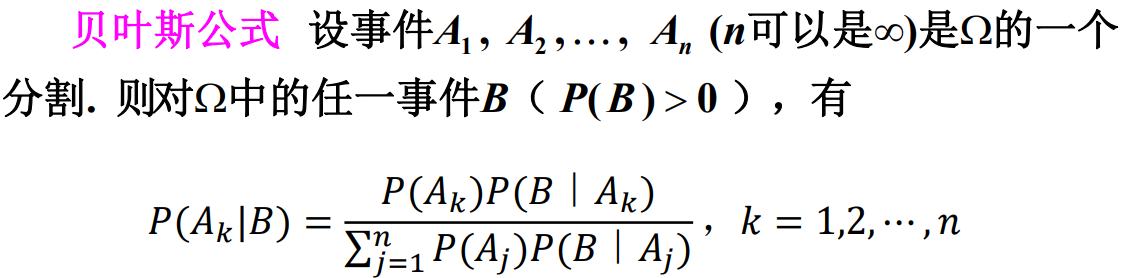 贝叶斯公式 设事件A₁, A₂,…, Aₙ (n可以是∞)是Ω的一个
分割. 则对Ω中的任一事件B（ P(B)>0 ），有
P(Aₖ|B) = \frac{P(Aₖ)P(B | Aₖ)}{∑_{j=1}^{n} P(Aⱼ)P(B | Aⱼ)}，k = 1,2,⋯,n